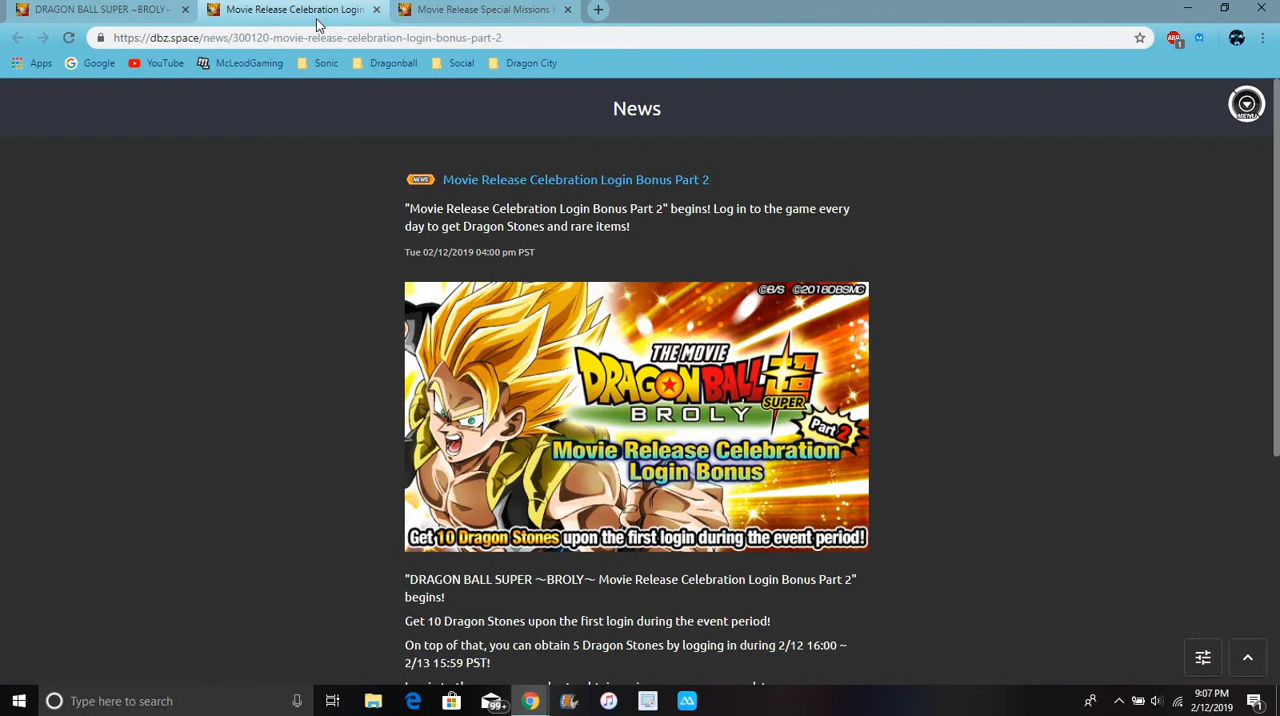 DRAGON BALL SUPER ~BROLY~
Movie Release Celebration Login
Movie Release Special Missions
https://dbz.space/news/300120-movie-release-celebration-login-bonus-part-2
ABP
1
Apps
Google
YouTube
McLeodGaming
Sonic
Dragonball
Social
Dragon City
News
MENU
NEWS
Movie Release Celebration Login Bonus Part 2
"Movie Release Celebration Login Bonus Part 2" begins! Log in to the game every
day to get Dragon Stones and rare items!
Tue 02/12/2019 04:00 pm PST
©B/S ©2018DBSMC
THE MOVIE
DRAGON BALL 超
SUPER
BROLY
Part 2
Movie Release Celebration
Login Bonus
Get 10 Dragon Stones upon the first login during the event period!
"DRAGON BALL SUPER ～BROLY～ Movie Release Celebration Login Bonus Part 2"
begins!
Get 10 Dragon Stones upon the first login during the event period!
On top of that, you can obtain 5 Dragon Stones by logging in during 2/12 16:00 ~
2/13 15:59 PST!
Type here to search
99+
9:07 PM
2/12/2019
1